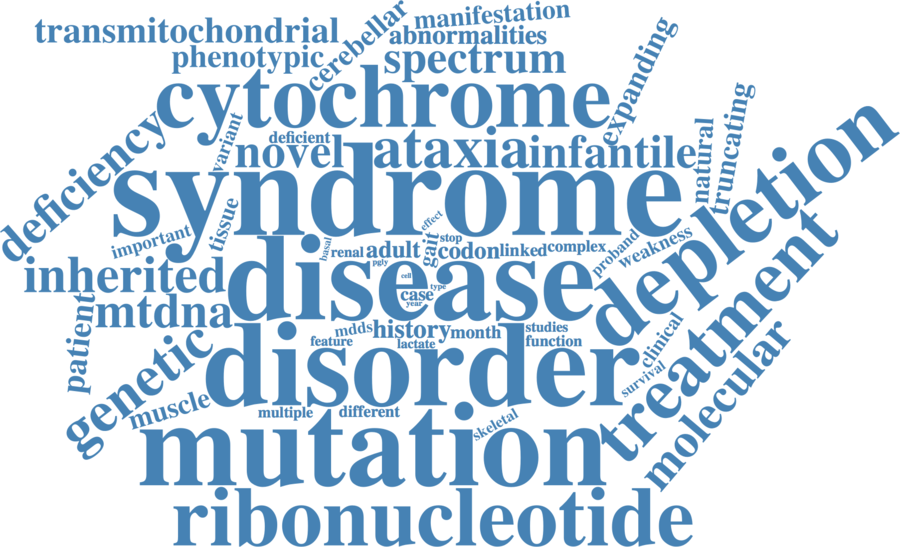 transmitochondrial
cerebellar
manifestation
abnormalities
phenotypic
spectrum
expanding
cytochrome
deficiency
variant
deficient
novel
ataxia
infantile
natural
truncating
depletion
syndrome
important
tissue
basal
renal
adult
gait
effect
stop
codon
linked
complex
proband
weakness
inherited
disease
pgly
cell
type
case
year
treatment
patient
mtdna
mdds
history
month
studies
feature
lactate
function
clinical
genetic
disorder
survival
molecular
muscle
multiple
different
skeletal
mutation
ribonucleotide